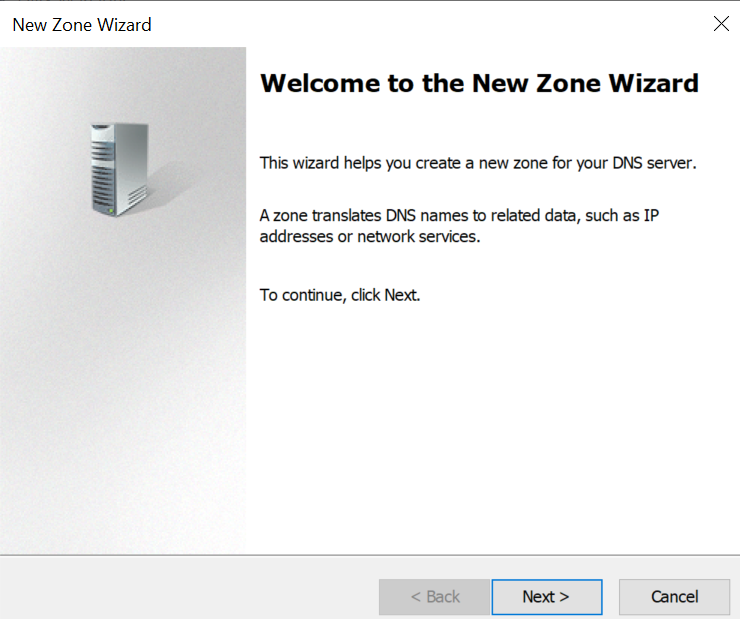 New Zone Wizard
Welcome to the New Zone Wizard
This wizard helps you create a new zone for your DNS server.
A zone translates DNS names to related data, such as IP
addresses or network services.
To continue, click Next.
< Back
Next >
Cancel